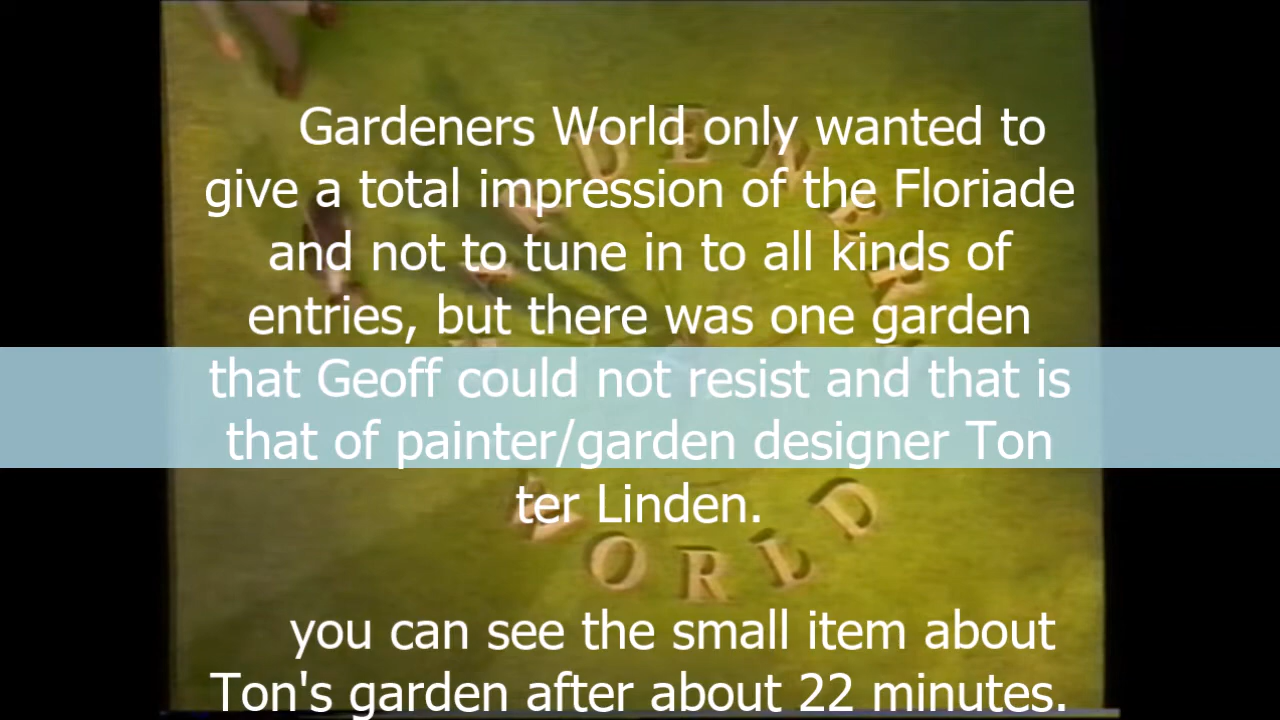 Gardeners World only wanted to
give a total impression of the Floriade
and not to tune in to all kinds of
entries, but there was one garden
that Geoff could not resist and that is
that of painter/garden designer Ton
ter Linden.
you can see the small item about
Ton's garden after about 22 minutes.
DENERS
WORLD